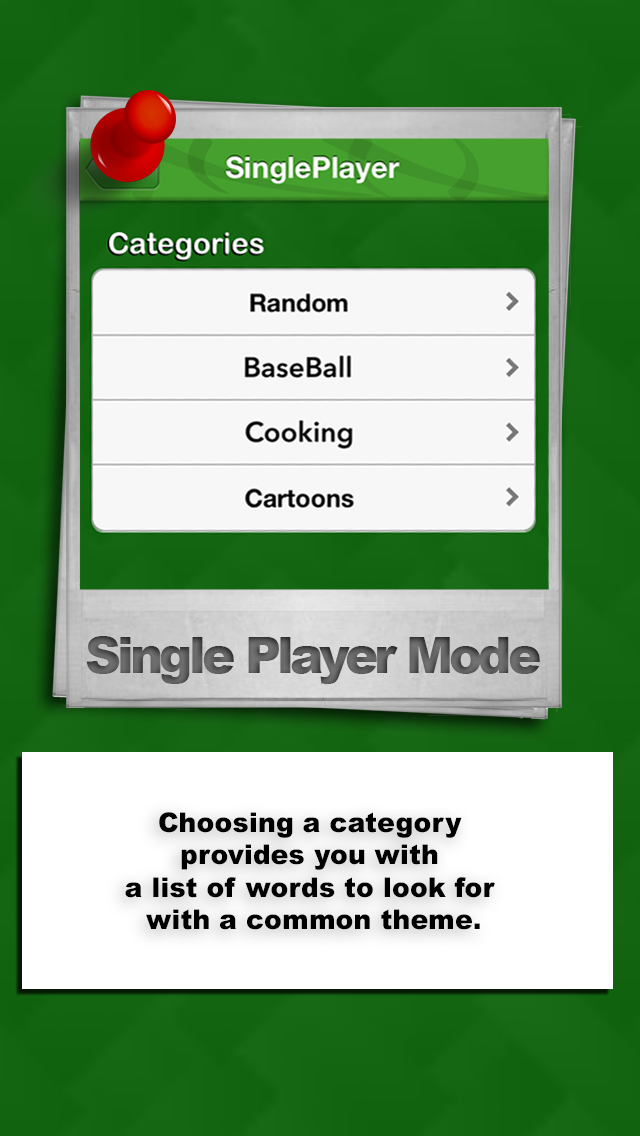 SinglePlayer
Categories
Random
BaseBall
Cooking
Cartoons
Single Player Mode
Choosing a category
provides you with
a list of words to look for
with a common theme.